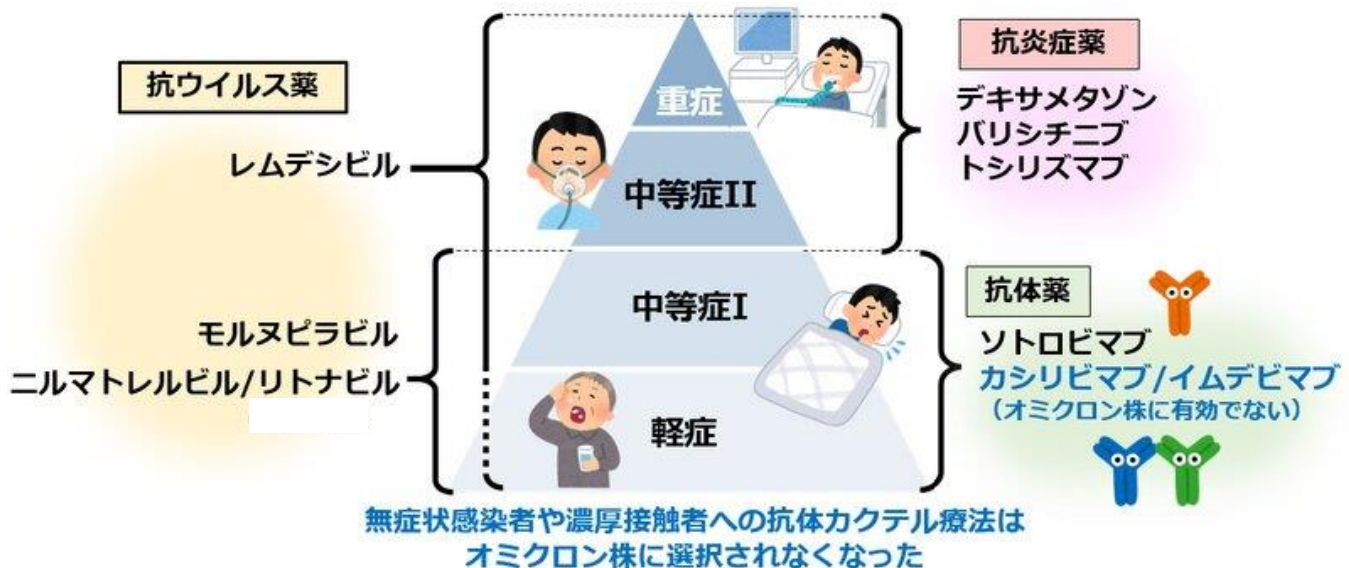 抗ウイルス薬
レムデシビル
モルヌピラビル
ニルマトレルビル/リトナビル
重症
中等症II
中等症I
軽症
抗炎症薬
デキサメタゾン
バリシチニブ
トシリズマブ
抗体薬
ソトロビマブ
カシリビマブ/イムデビマブ
（オミクロン株に有効でない）
無症状感染者や濃厚接触者への抗体カクテル療法は
オミクロン株に選択されなくなった